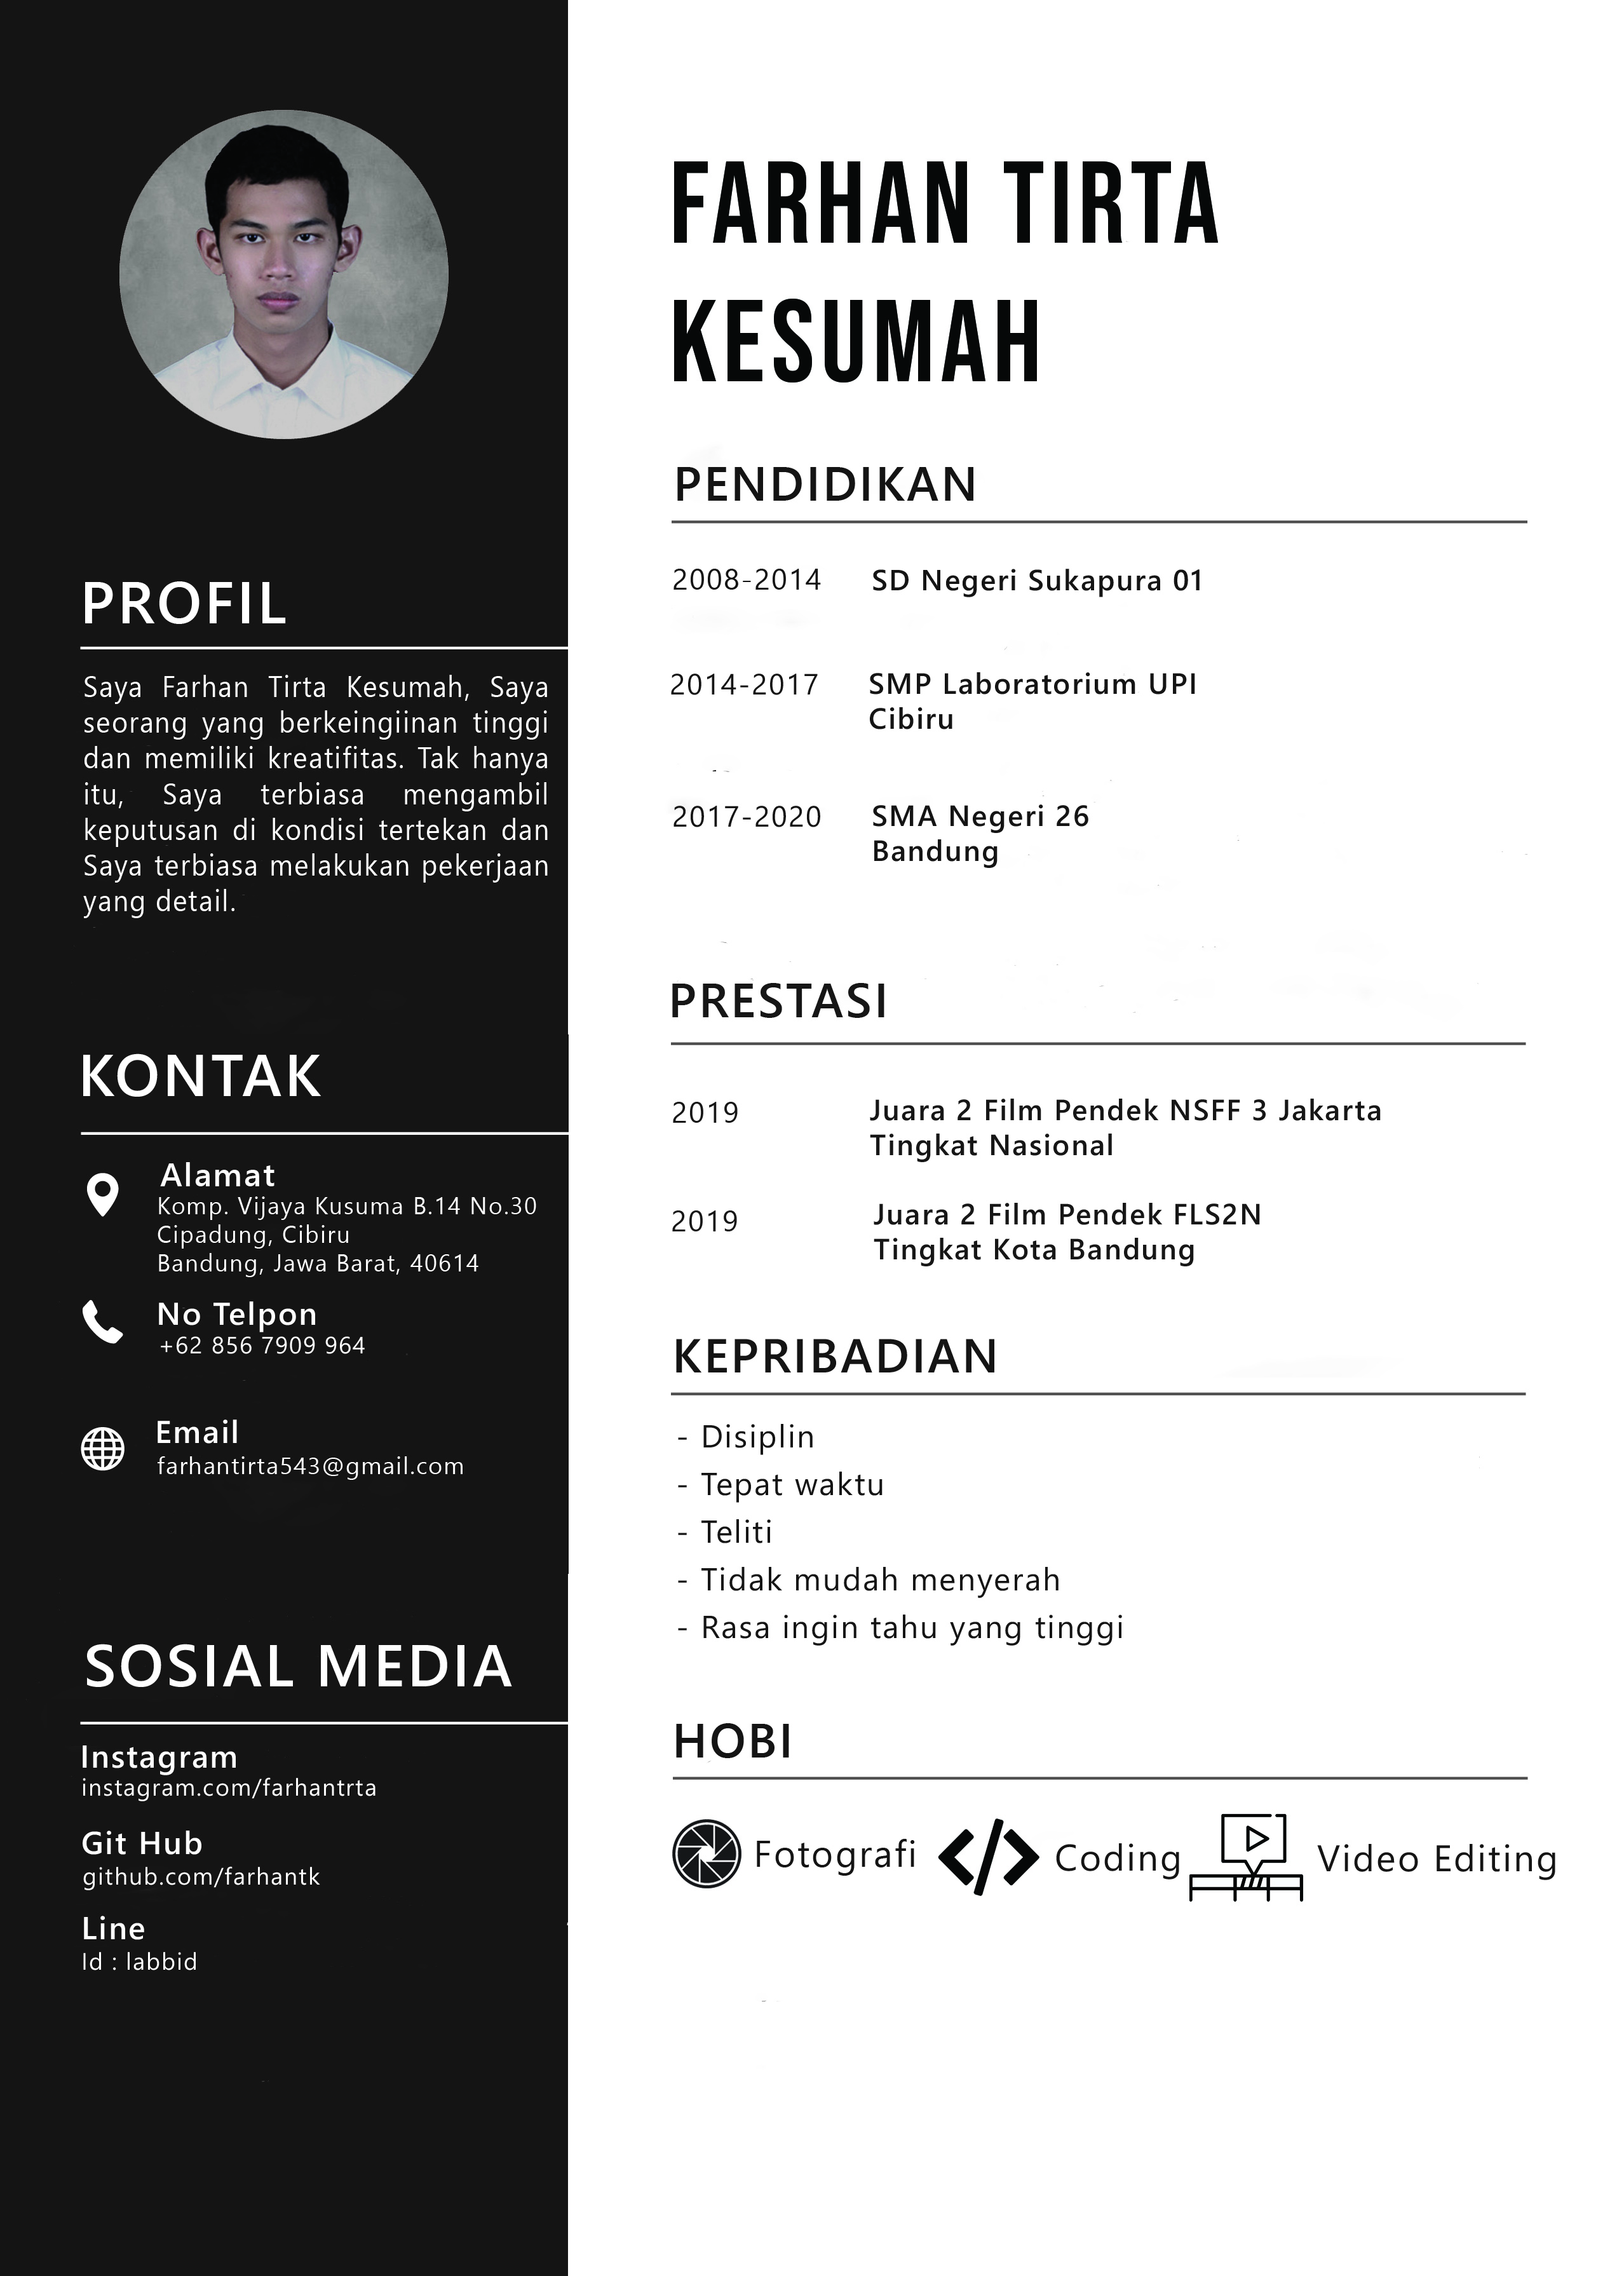 FARHAN TIRTA
KESUMAH
PROFIL
Saya Farhan Tirta Kesumah, Saya
seorang yang berkeingiinan tinggi
dan memiliki kreatifitas. Tak hanya
itu, Saya terbiasa mengambil
keputusan di kondisi tertekan dan
Saya terbiasa melakukan pekerjaan
yang detail.
KONTAK
Alamat
Komp. Vijaya Kusuma B.14 No.30
Cipadung, Cibiru
Bandung, Jawa Barat, 40614
No Telpon
+62 856 7909 964
Email
farhantirta543@gmail.com
SOSIAL MEDIA
Instagram
instagram.com/farhantrta
Git Hub
github.com/farhantk
Line
Id : labbid
PENDIDIKAN
2008-2014 SD Negeri Sukapura 01
2014-2017 SMP Laboratorium UPI
Cibiru
2017-2020 SMA Negeri 26
Bandung
PRESTASI
2019 Juara 2 Film Pendek NSFF 3 Jakarta
Tingkat Nasional
2019 Juara 2 Film Pendek FLS2N
Tingkat Kota Bandung
KEPRIBADIAN
- Disiplin
- Tepat waktu
- Teliti
- Tidak mudah menyerah
- Rasa ingin tahu yang tinggi
HOBI
Fotografi Coding Video Editing